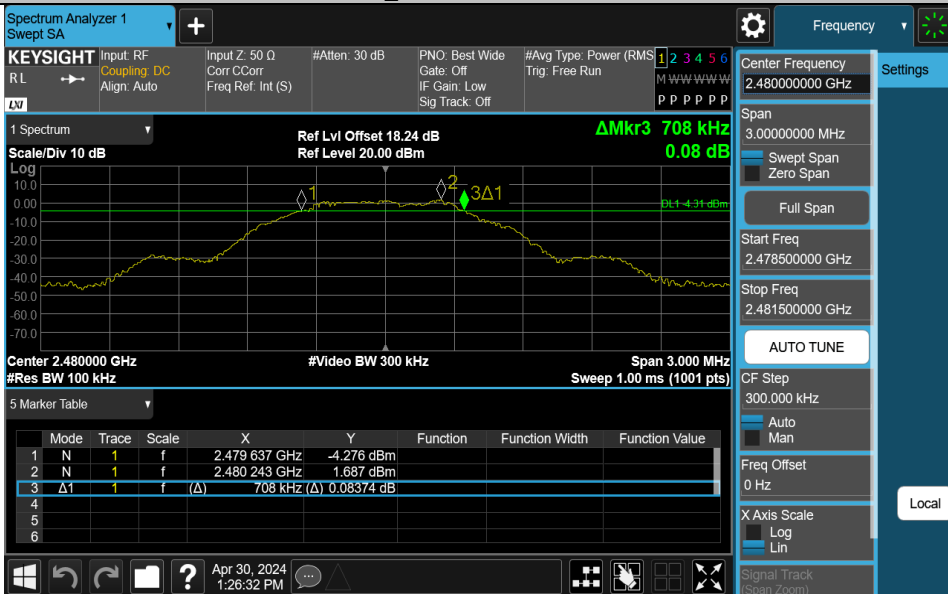 Spectrum Analyzer 1
Swept SA
+
Frequency
KEYSIGHT
RL
LXI
Input: RF
Coupling: DC
Align: Auto
Input Z: 50 Ω
Corr CCorr
Freq Ref: Int (S)
#Atten: 30 dB
PNO: Best Wide
Gate: Off
IF Gain: Low
Sig Track: Off
#Avg Type: Power (RMS
Trig: Free Run
1 2 3 4 5 6
M W W W W W
P P P P P P
1 Spectrum
Scale/Div 10 dB
Ref Lvl Offset 18.24 dB
Ref Level 20.00 dBm
ΔMkr3 708 kHz
0.08 dB
Log
10.0
0.00
-10.0
-20.0
-30.0
-40.0
-50.0
-60.0
-70.0
1
2
3Δ1
DL1 -4.31 dBm
Center 2.480000 GHz
#Res BW 100 kHz
#Video BW 300 kHz
Span 3.000 MHz
Sweep 1.00 ms (1001 pts)
5 Marker Table
Mode Trace Scale X Y Function Function Width Function Value
1 N 1 f 2.479 637 GHz -4.276 dBm
2 N 1 f 2.480 243 GHz 1.687 dBm
3 Δ1 1 f (Δ) 708 kHz (Δ) 0.08374 dB
4
5
6
Apr 30, 2024
1:26:32 PM
?
Center Frequency
2.480000000 GHz
Span
3.00000000 MHz
Swept Span
Zero Span
Full Span
Start Freq
2.478500000 GHz
Stop Freq
2.481500000 GHz
AUTO TUNE
CF Step
300.000 kHz
Auto
Man
Freq Offset
0 Hz
X Axis Scale
Log
Lin
Signal Track
(Span Zoom)
Settings
Local